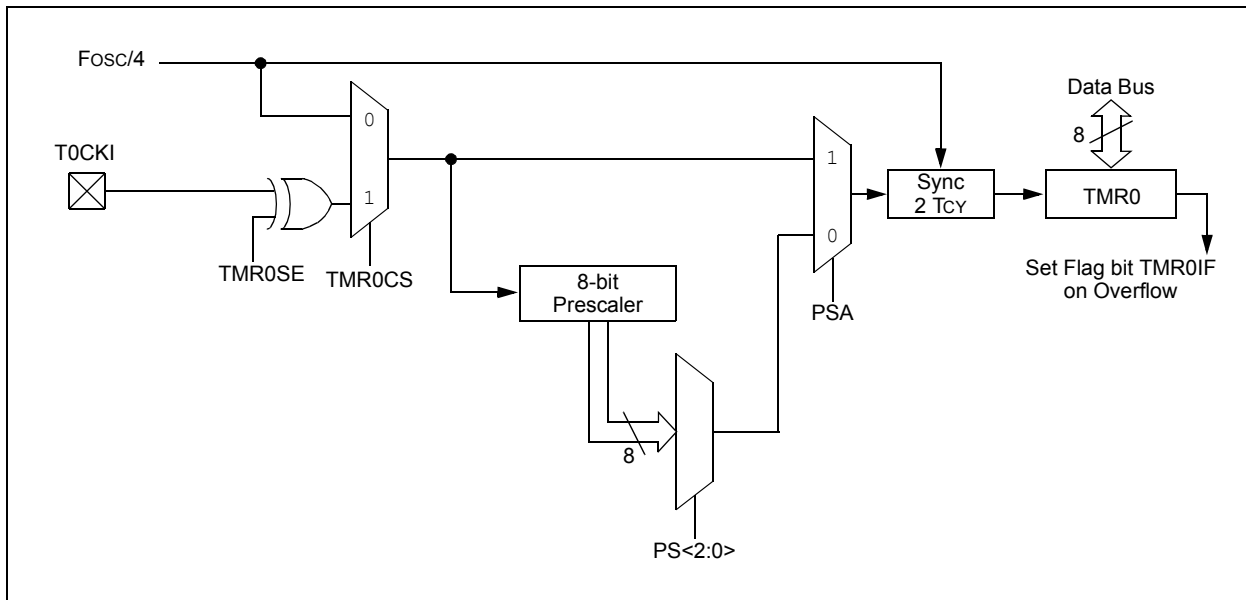 FOSC/4
Data Bus
8
T0CKI
0
1
1
0
Sync
2 TCY
TMR0
TMR0SE
TMR0CS
8-bit
Prescaler
PSA
Set Flag bit TMR0IF
on Overflow
8
PS<2:0>